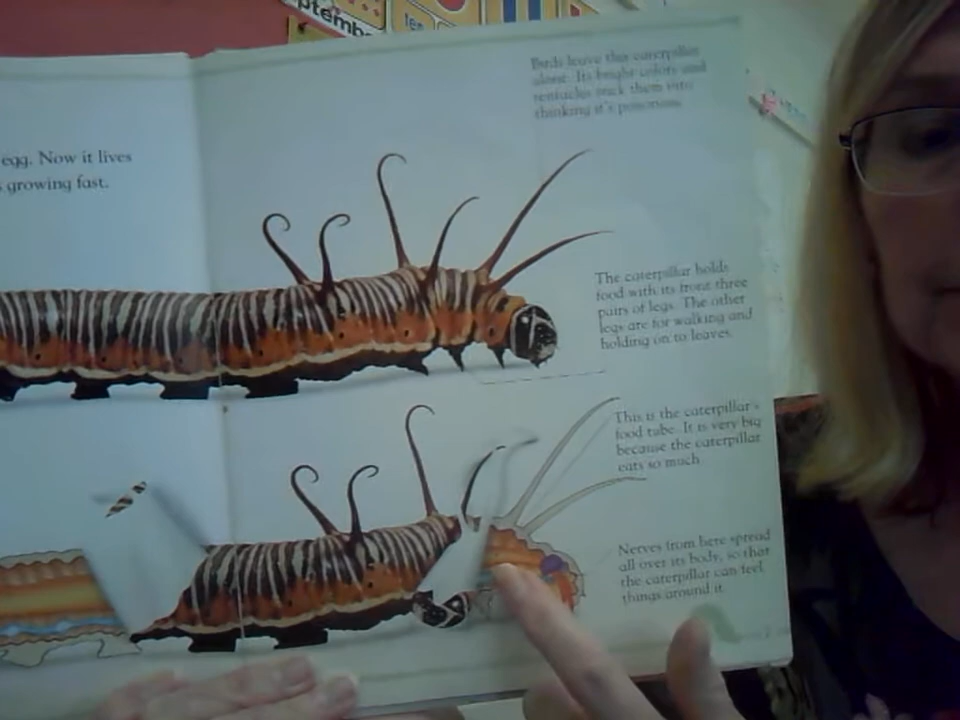 ptemb
ten
egg. Now it lives
growing fast.
Birds leave this caterpillar
alone. Its bright colors and
tentacles trick them into
thinking it's poisonous.
The caterpillar holds
food with its front three
pairs of legs. The other
legs are for walking and
holding on to leaves.
This is the caterpillar's
food tube. It is very big
because the caterpillar
eats so much.
Nerves from here spread
all over its body, so that
the caterpillar can feel
things around it.